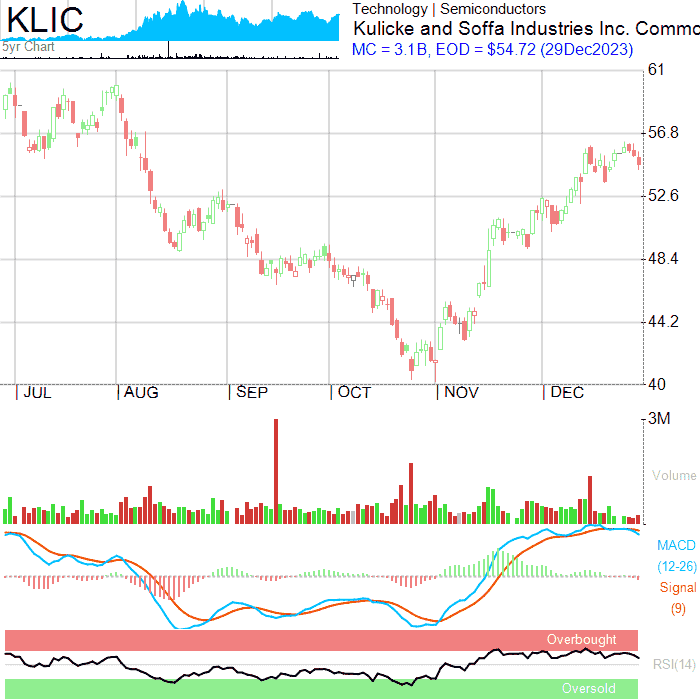 KLIC
5yr Chart
Technology | Semiconductors
Kulicke and Soffa Industries Inc. Commo
MC = 3.1B, EOD = $54.72 (29Dec2023)
61
56.8
52.6
48.4
44.2
40
JUL AUG SEP OCT NOV DEC
3M
Volume
MACD
(12-26)
Signal
(9)
Overbought
RSI(14)
Oversold